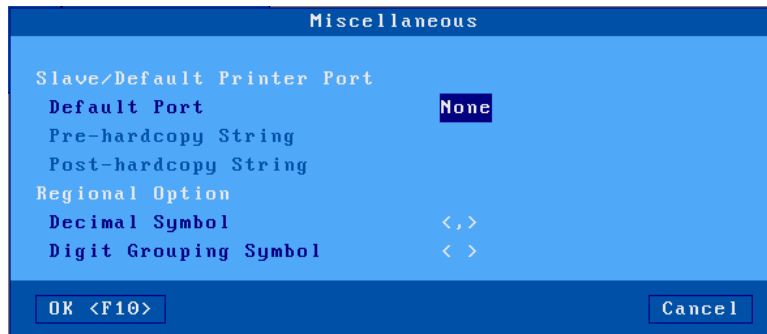 Miscellaneous
Slave/Default Printer Port
Default Port None
Pre-hardcopy String
Post-hardcopy String
Regional Option
Decimal Symbol <,>
Digit Grouping Symbol < >
OK <F10> Cancel